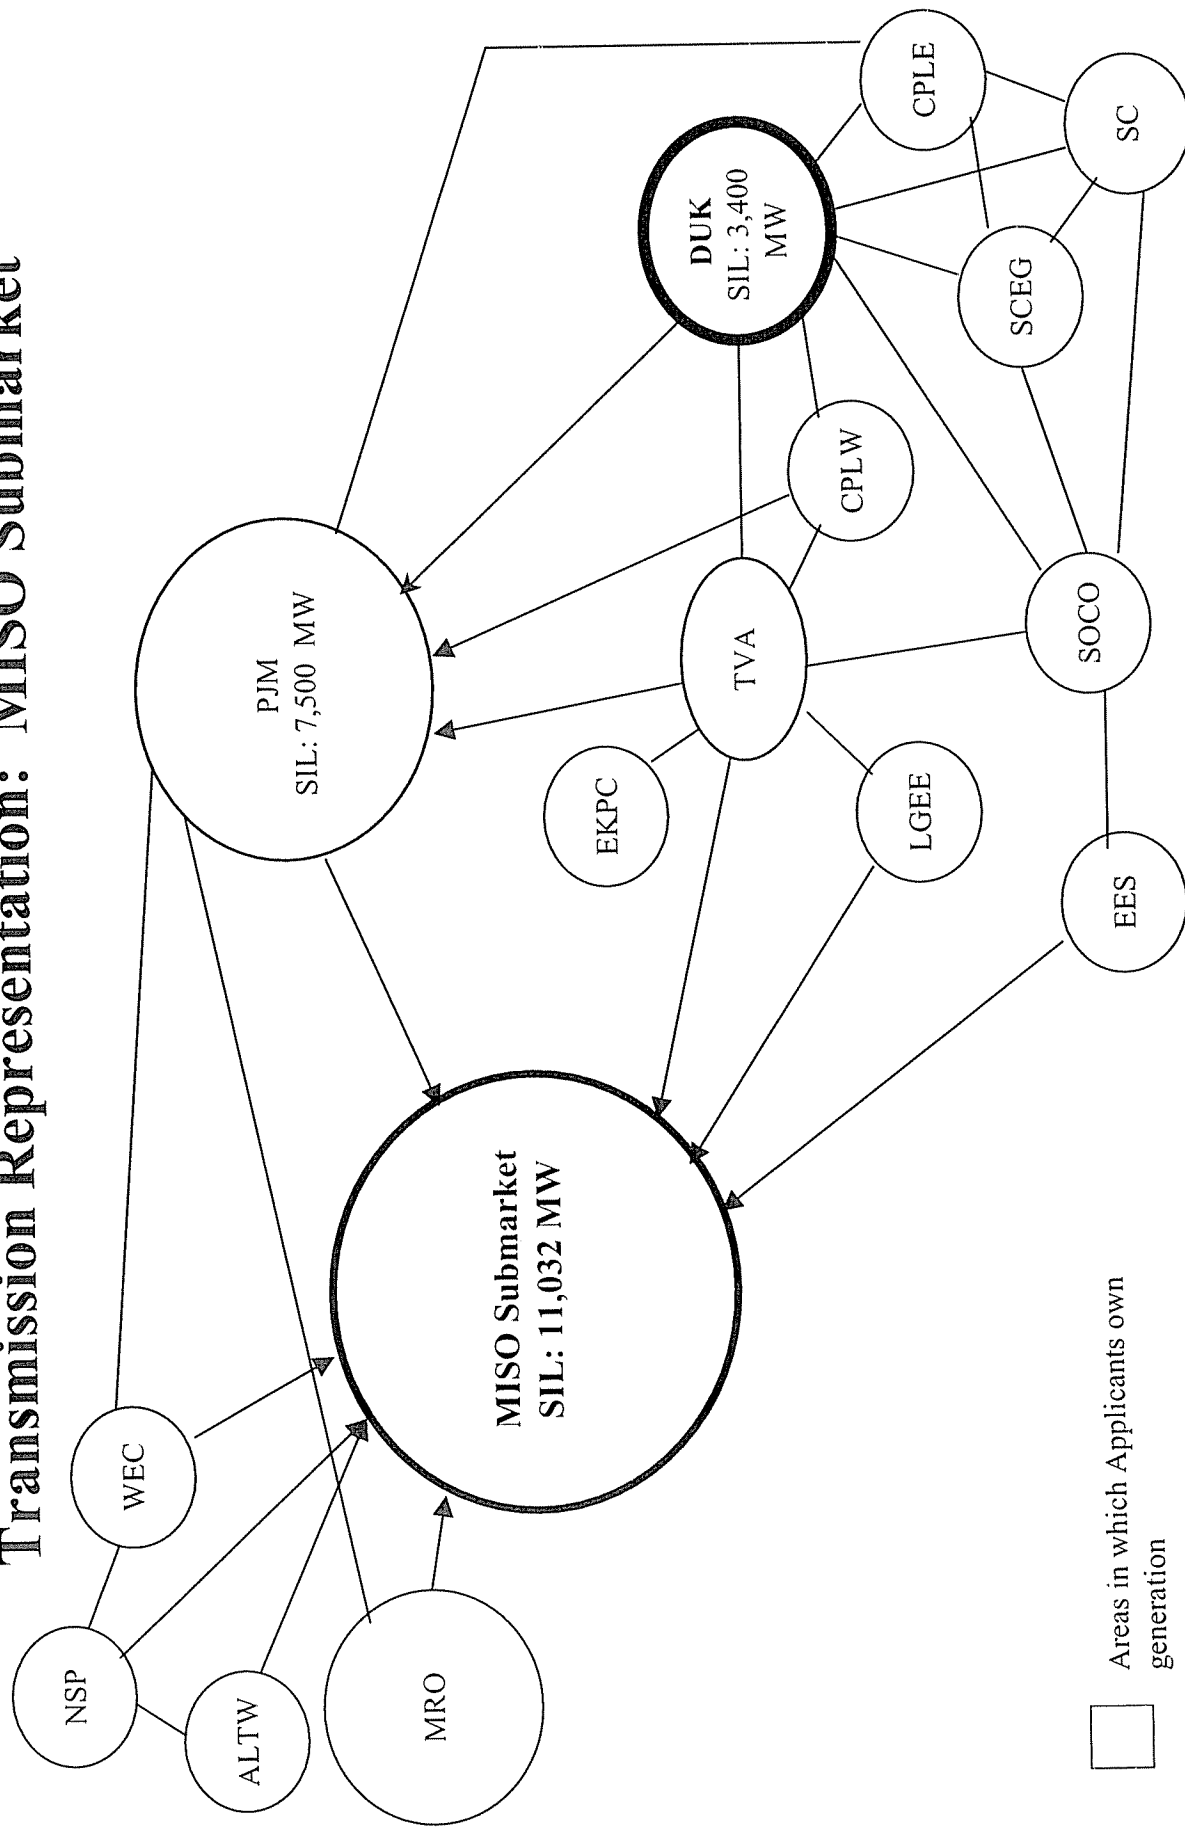 Transmission Representation: MISO Submarket
NSP
WEC
ALTW
MRO
PJM
SIL: 7,500 MW
MISO Submarket
SIL: 11,032 MW
EKPC
TVA
LGEE
CPLW
DUK
SIL: 3,400
MW
CPLE
SCEG
SC
SOCO
EES
Areas in which Applicants own
generation